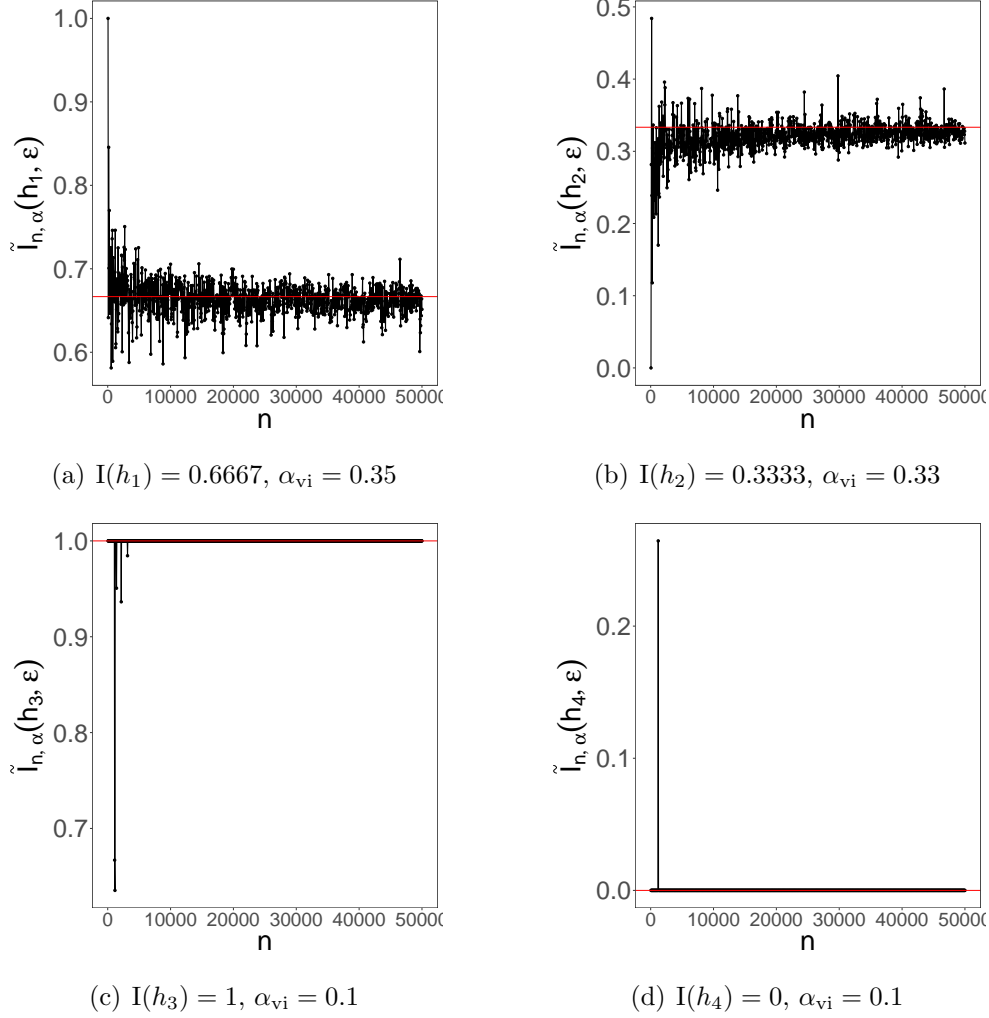 1.0
0.9
0.8
0.7
0.6
Ĩn, α(h1, ε)
0 10000 20000 30000 40000 50000
n
(a) I(h1) = 0.6667, αvi = 0.35
0.5
0.4
0.3
0.2
0.1
0.0
Ĩn, α(h2, ε)
0 10000 20000 30000 40000 50000
n
(b) I(h2) = 0.3333, αvi = 0.33
1.0
0.9
0.8
0.7
Ĩn, α(h3, ε)
0 10000 20000 30000 40000 50000
n
(c) I(h3) = 1, αvi = 0.1
0.2
0.1
0.0
Ĩn, α(h4, ε)
0 10000 20000 30000 40000 50000
n
(d) I(h4) = 0, αvi = 0.1